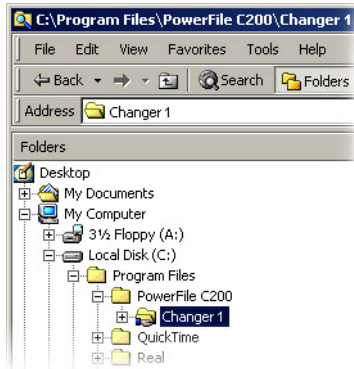 C:\Program Files\PowerFile C200\Changer 1
File Edit View Favorites Tools Help
Back Search Folders
Address Changer 1
Folders
Desktop
My Documents
My Computer
3½ Floppy (A:)
Local Disk (C:)
Program Files
PowerFile C200
Changer 1
QuickTime
Real